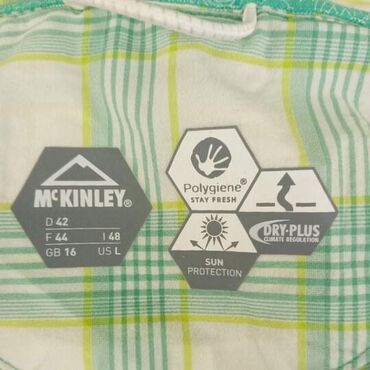 McKINLEY®
D 42
F 44 I 48
GB 16 US L
Polygiene®
STAY FRESH
DRY-PLUS
CLIMATE REGULATION
SUN
PROTECTION